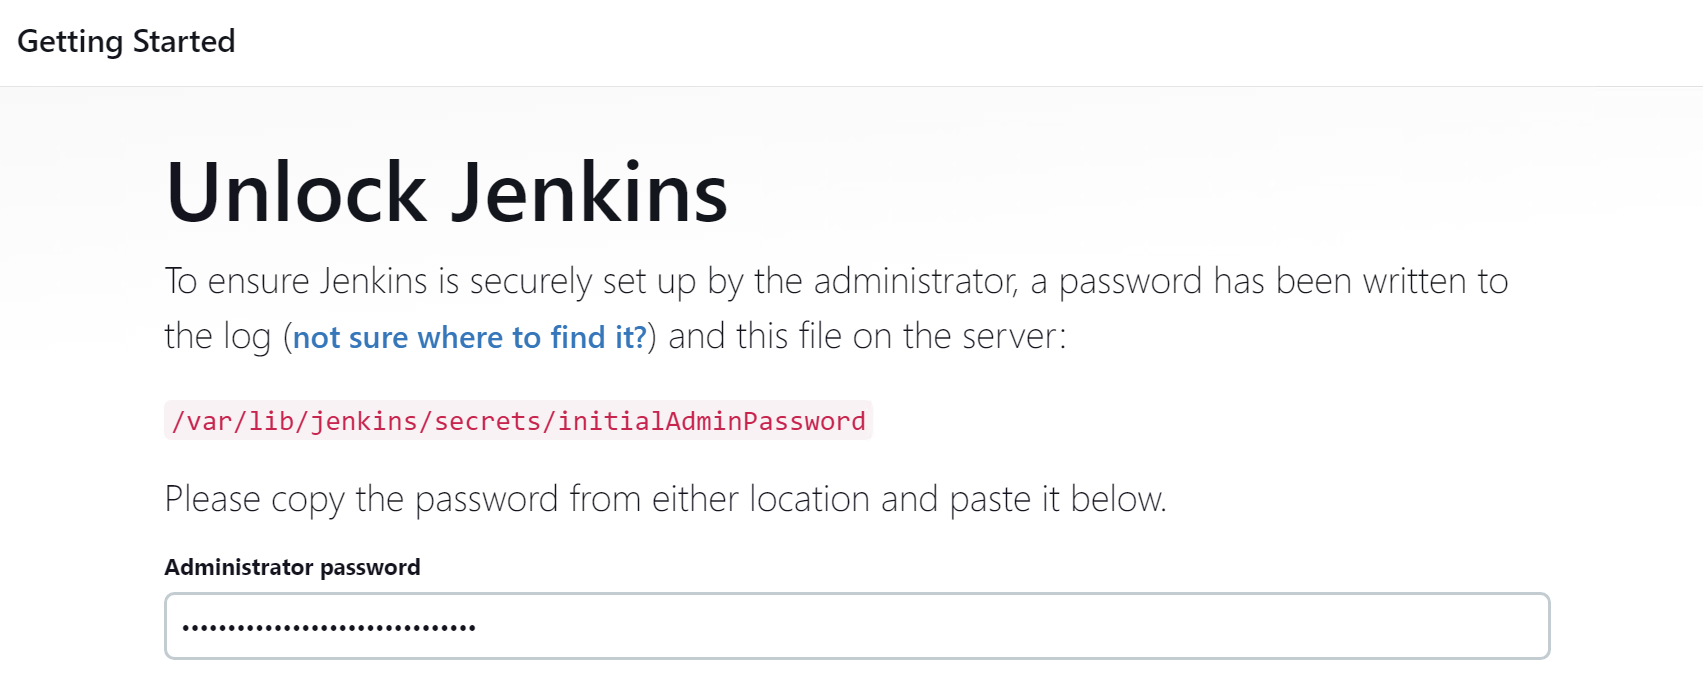 Getting Started
Unlock Jenkins
To ensure Jenkins is securely set up by the administrator, a password has been written to
the log (not sure where to find it?) and this file on the server:
/var/lib/jenkins/secrets/initialAdminPassword
Please copy the password from either location and paste it below.
Administrator password
••••••••••••••••••••••••••••••••